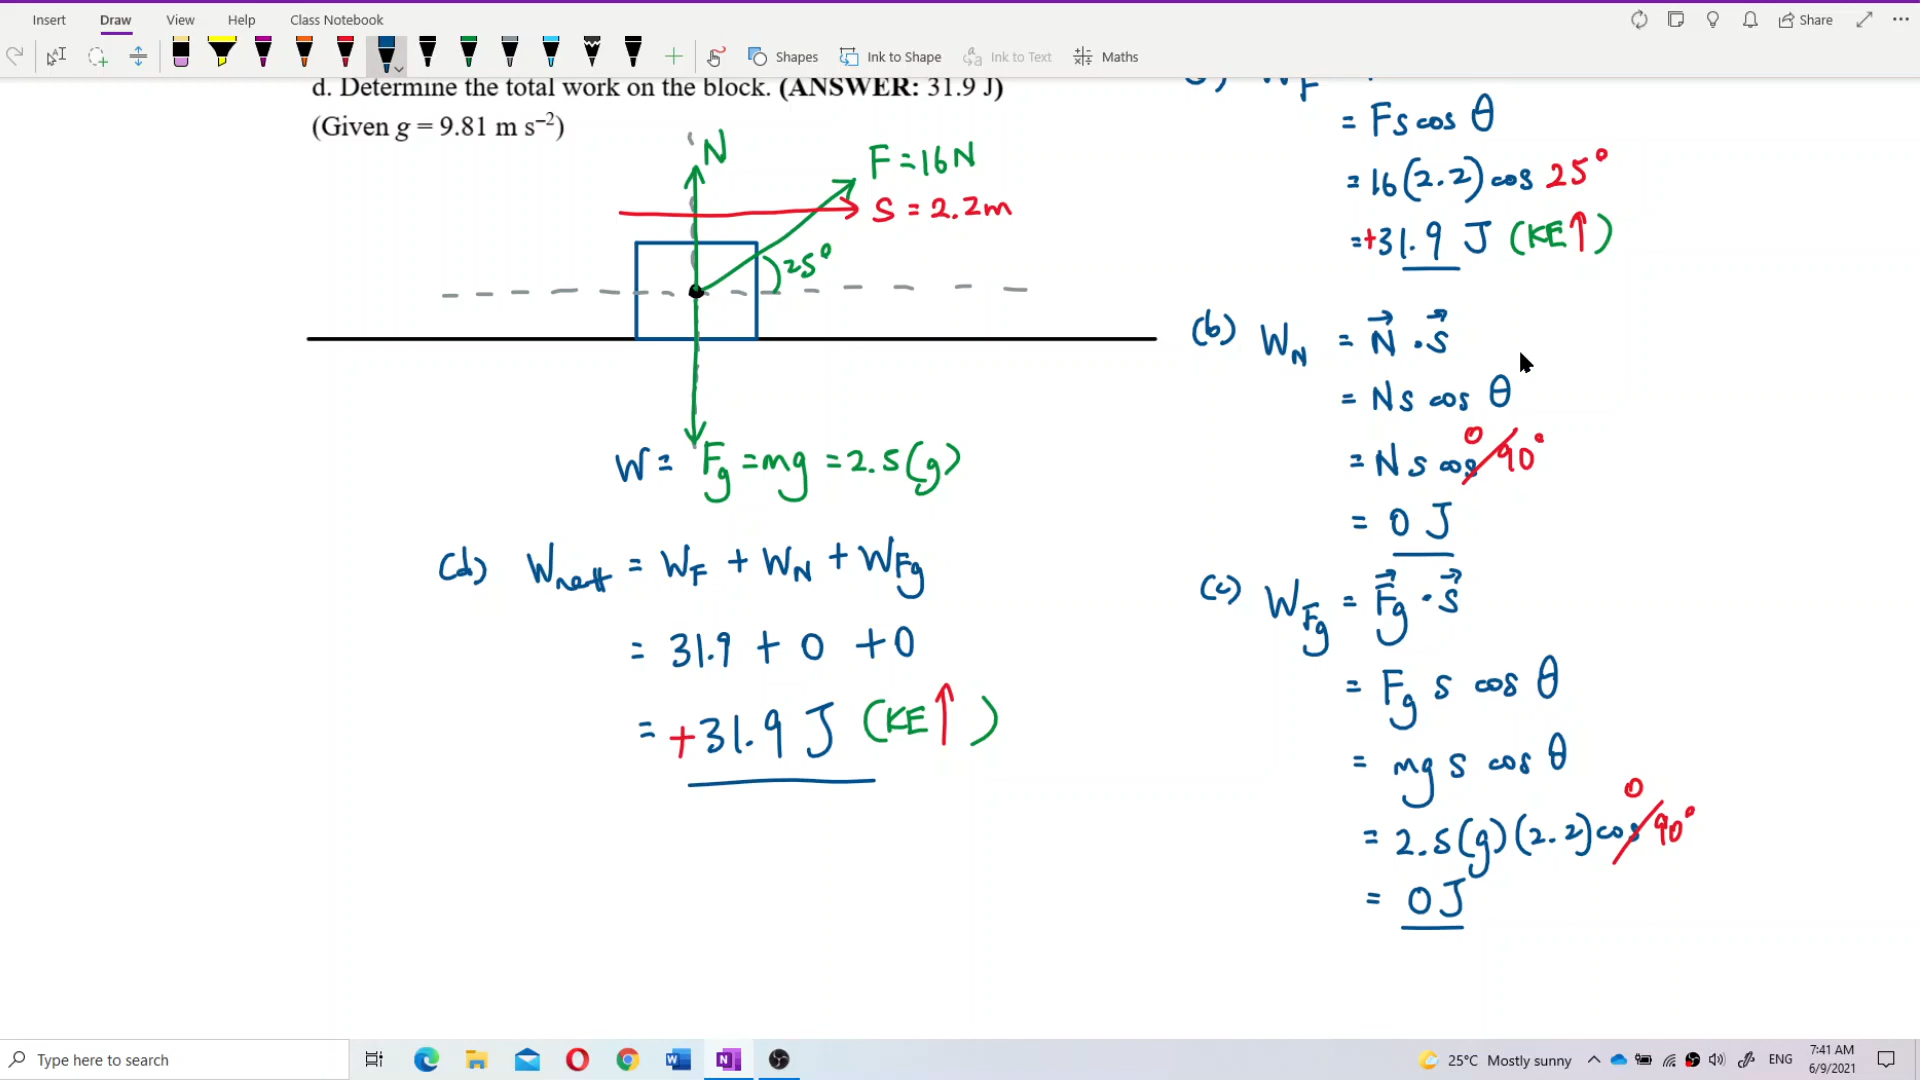 Insert Draw View Help Class Notebook
Share
Shapes Ink to Shape Ink to Text Maths
d. Determine the total work on the block. (ANSWER: 31.9 J)
(Given g = 9.81 m s⁻²)
N
F = 16N
S = 2.2m
25°
W = Fg = mg = 2.5(g)
(d) Wnett = WF + WN + WFg
= 31.9 + 0 + 0
= +31.9 J (KE↑)
WF
= Fs cos θ
= 16(2.2) cos 25°
= +31.9 J (KE↑)
(b) WN = N⃗ · s⃗
= Ns cos θ
= Ns cos 90° 0
= 0 J
(c) WFg = F⃗g · s⃗
= Fg s cos θ
= mg s cos θ
= 2.5(g)(2.2) cos 90° 0
= 0 J
Type here to search
25°C Mostly sunny
ENG
7:41 AM
6/9/2021